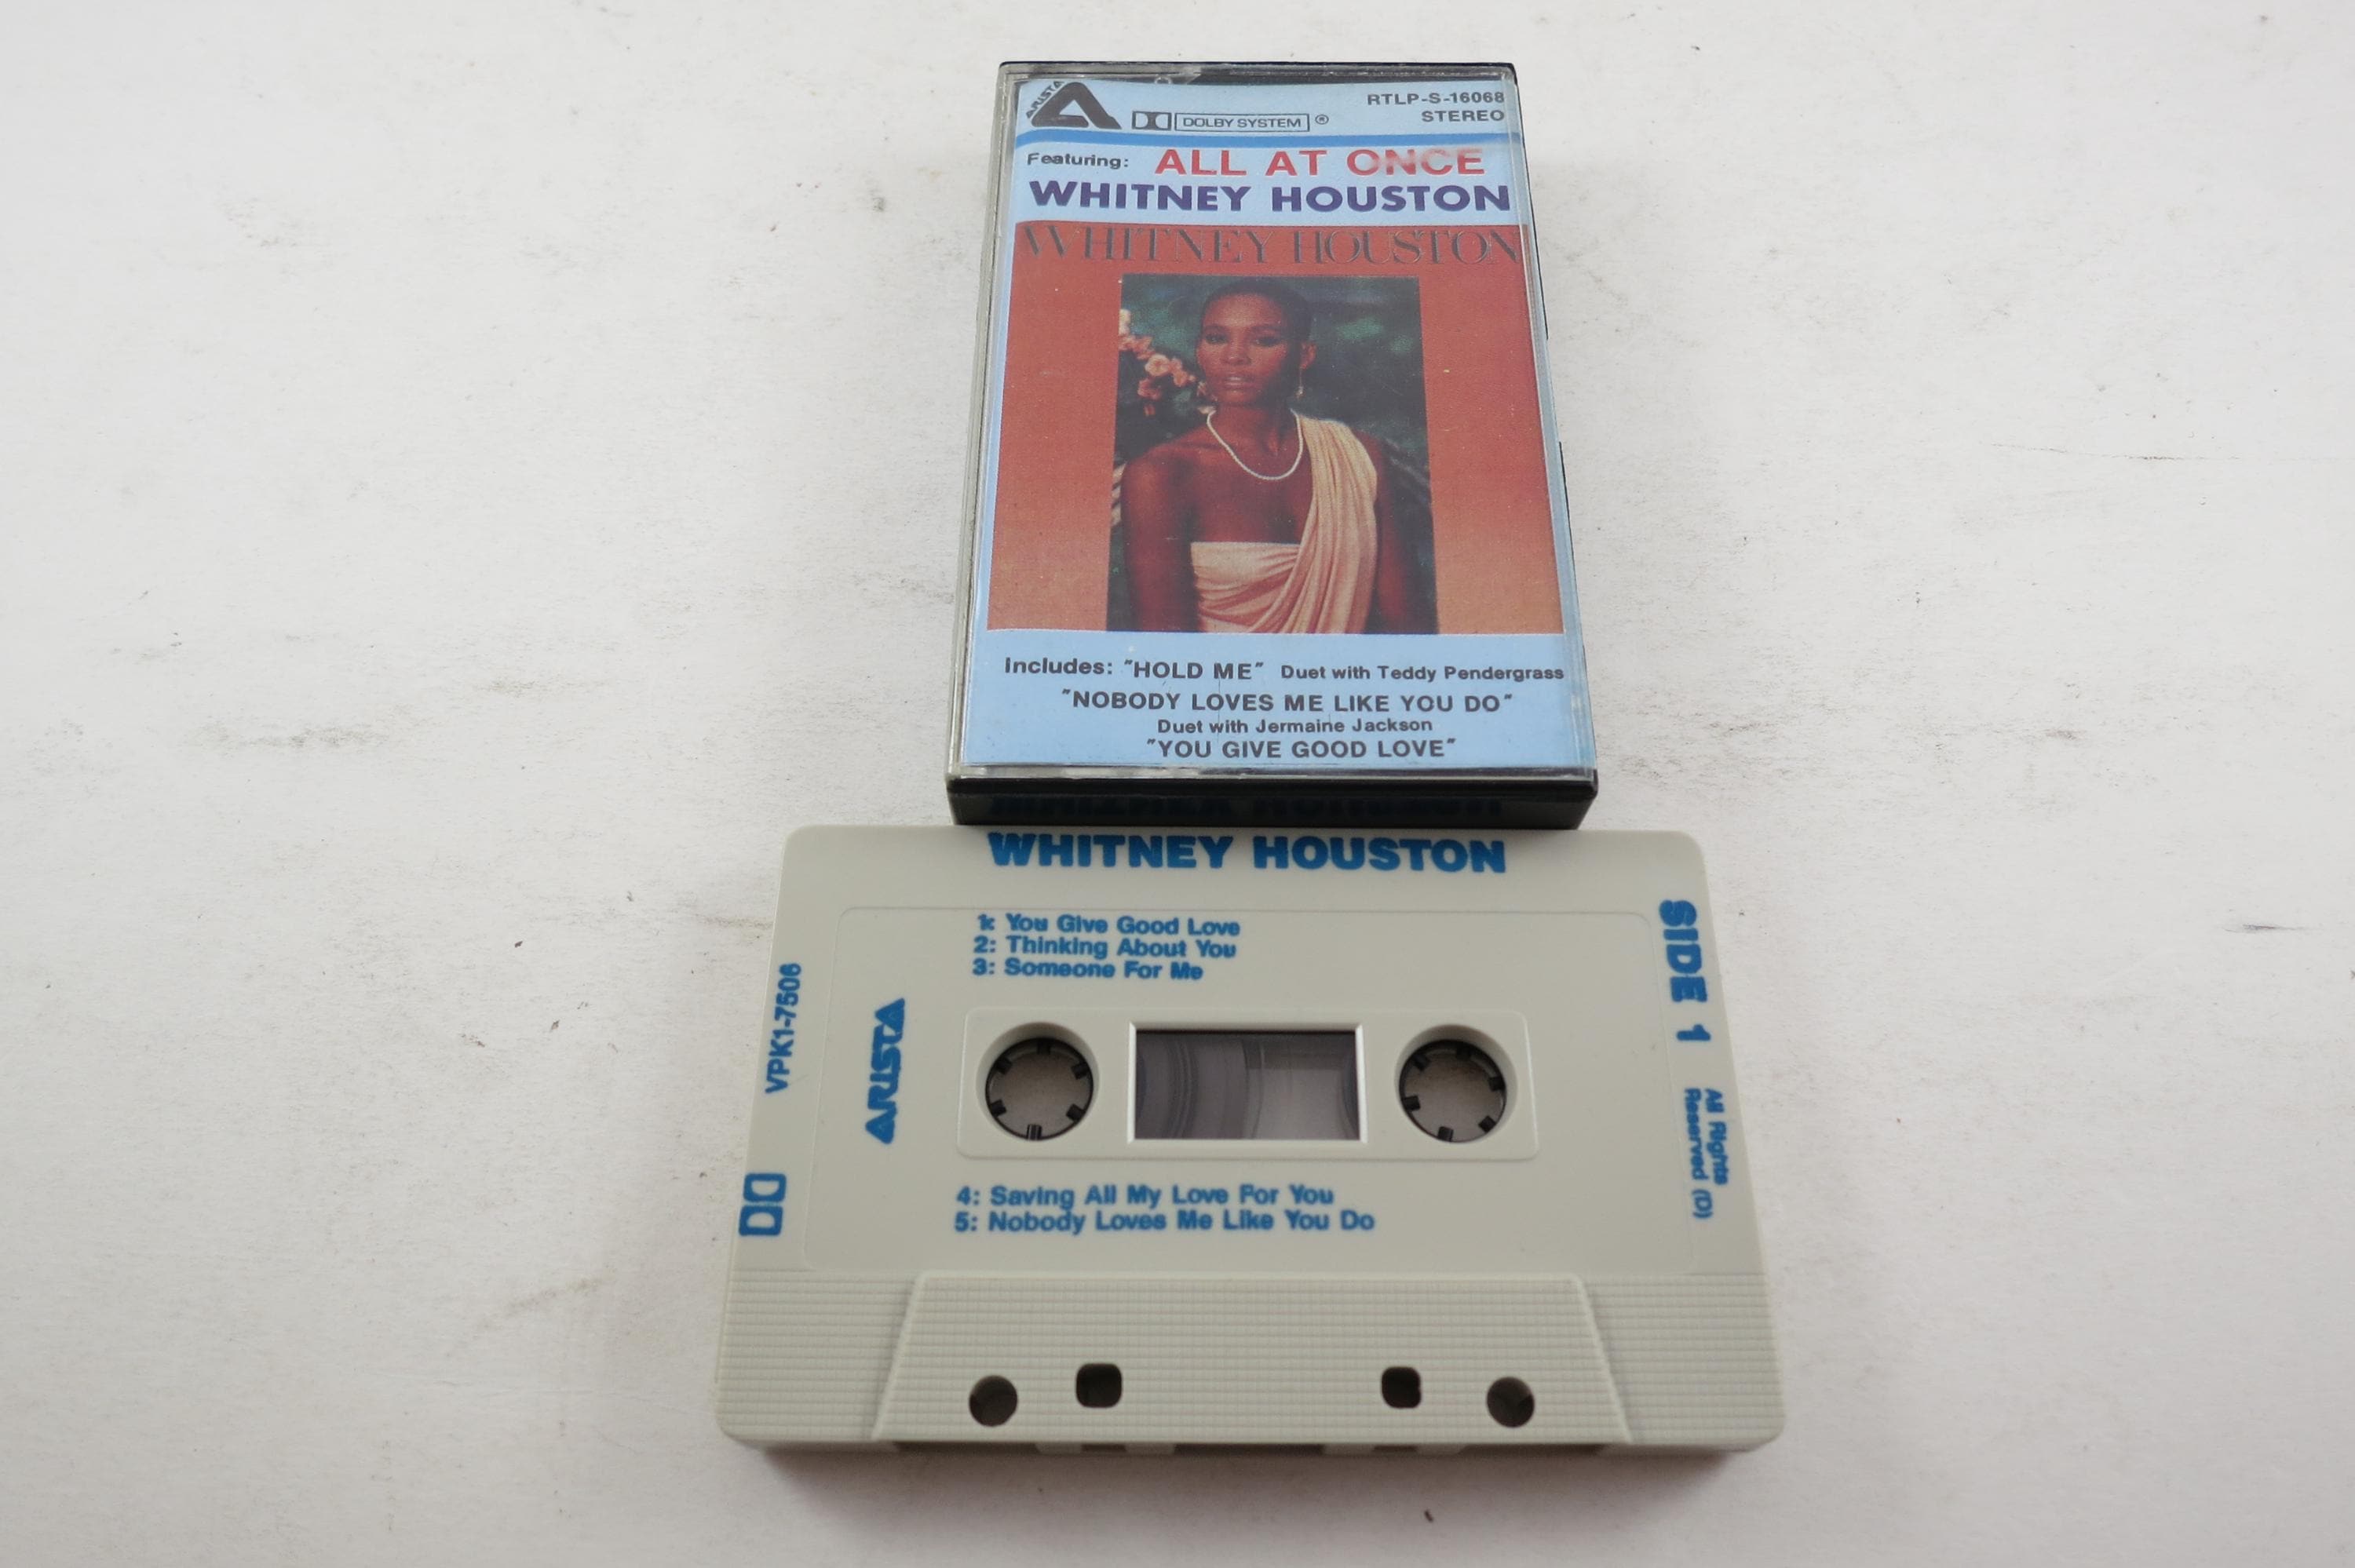 ARISTA
DOLBY SYSTEM ®
RTLP-S-16068
STEREO
Featuring: ALL AT ONCE
WHITNEY HOUSTON
WHITNEY HOUSTON
Includes: "HOLD ME" Duet with Teddy Pendergrass
"NOBODY LOVES ME LIKE YOU DO"
Duet with Jermaine Jackson
"YOU GIVE GOOD LOVE"
WHITNEY HOUSTON
1: You Give Good Love
2: Thinking About You
3: Someone For Me
VPK1-7506
ARISTA
SIDE 1
All Rights
Reserved (D)
4: Saving All My Love For You
5: Nobody Loves Me Like You Do